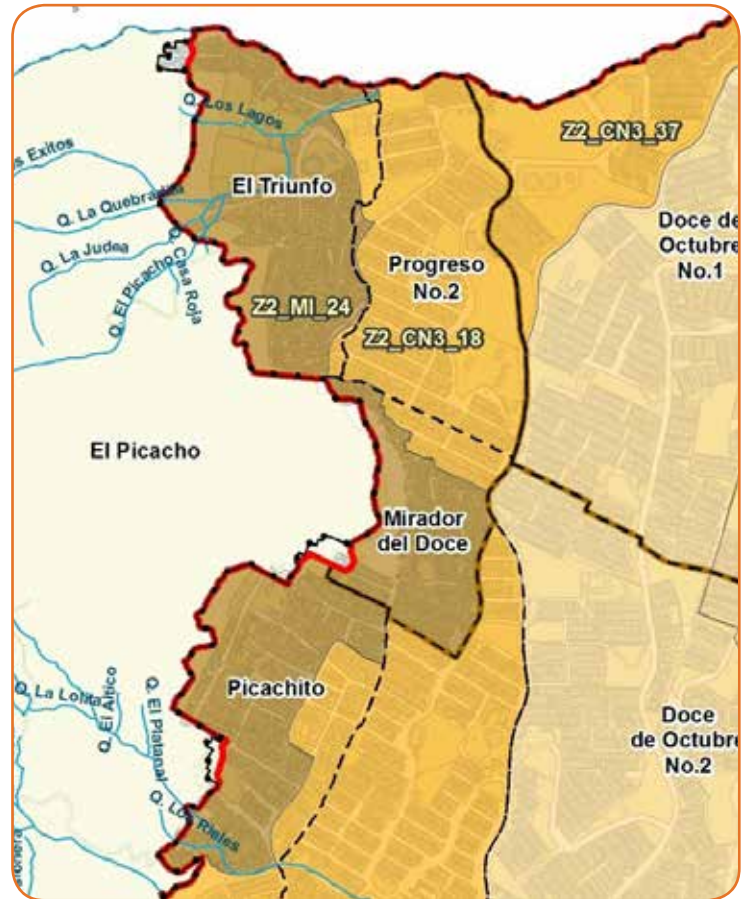 Q. Los Lagos
Z2_CN3_37
Exitos
El Triunfo
Q. La Quebradita
Doce de
Octubre
No.1
Q. La Judea
Q. Casa Roja
Q. El Picacho
Progreso
No.2
Z2_MI_24
Z2_CN3_18
El Picacho
Mirador
del Doce
Picachito
Q. La Lolita
Q. El Altico
Q. El Platanal
Doce
de Octubre
No.2
Q. Los Rieles